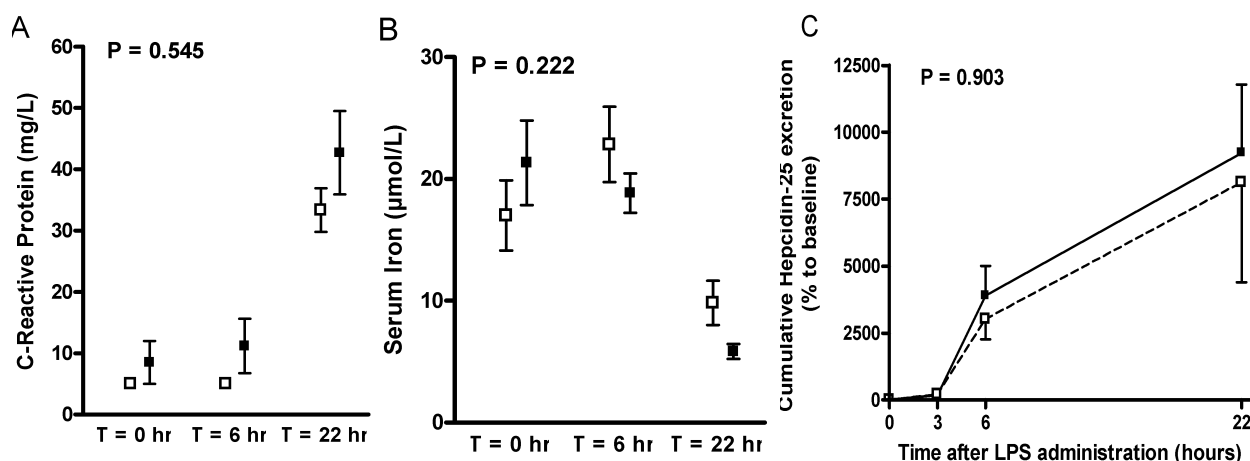 A
P = 0.545
C-Reactive Protein (mg/L)
60
50
40
30
20
10
0
T = 0 hr
T = 6 hr
T = 22 hr
B
P = 0.222
Serum Iron (µmol/L)
30
20
10
0
T = 0 hr
T = 6 hr
T = 22 hr
C
P = 0.903
Cumulative Hepcidin-25 excretion
(% to baseline)
12500
10000
7500
5000
2500
0
0
3
6
22
Time after LPS administration (hours)